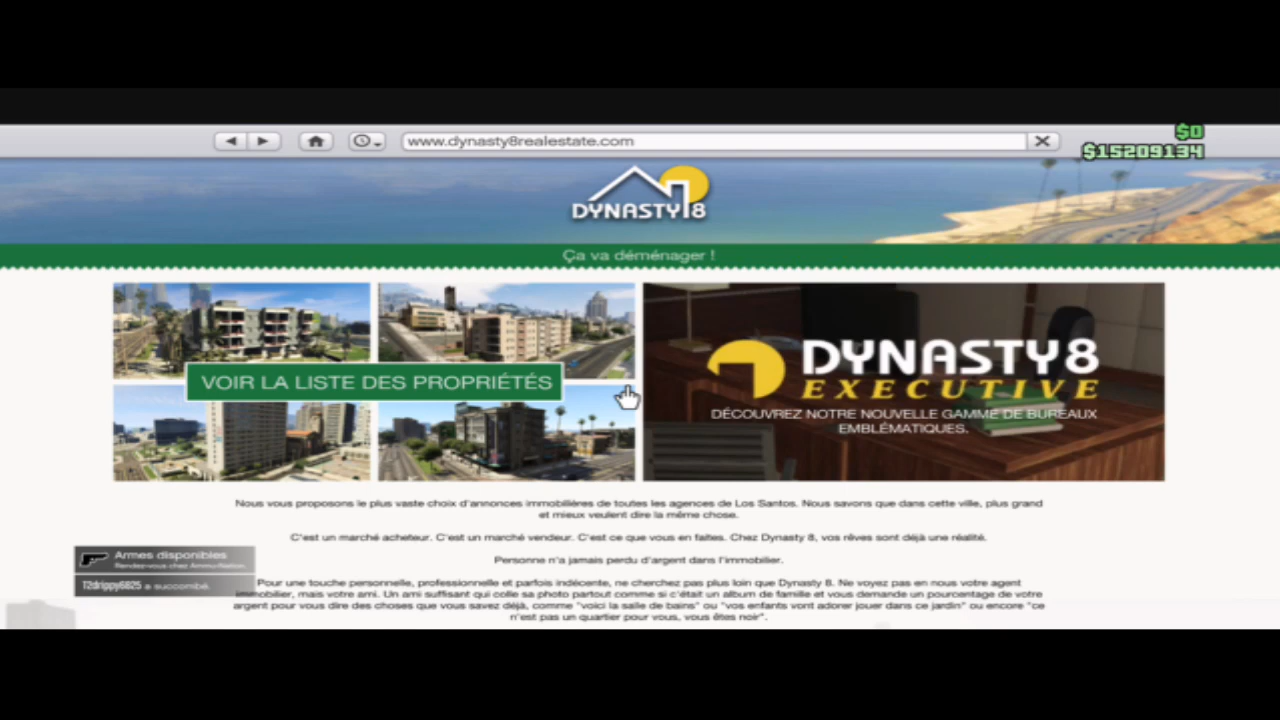 www.dynasty8realestate.com
$0
$15209134
DYNASTY8
Ça va déménager !
VOIR LA LISTE DES PROPRIÉTÉS
DYNASTY8
EXECUTIVE
DÉCOUVREZ NOTRE NOUVELLE GAMME DE BUREAUX
EMBLÉMATIQUES.
Nous vous proposons le plus vaste choix d'annonces immobilières de toutes les agences de Los Santos. Nous savons que dans cette ville, plus grand
et mieux veulent dire la même chose.
C'est un marché acheteur. C'est un marché vendeur. C'est ce que vous en faites. Chez Dynasty 8, vos rêves sont déjà une réalité.
Personne n'a jamais perdu d'argent dans l'immobilier.
Armes disponibles
Rendez-vous chez Ammu-Nation.
T2drippy6825 a succombé.
Pour une touche personnelle, professionnelle et parfois indécente, ne cherchez pas plus loin que Dynasty 8. Ne voyez pas en nous votre agent
immobilier, mais votre ami. Un ami suffisant qui colle sa photo partout comme si c'était un album de famille et vous demande un pourcentage de votre
argent pour vous dire des choses que vous savez déjà, comme "voici la salle de bains" ou "vos enfants vont adorer jouer dans ce jardin" ou encore "ce
n'est pas un quartier pour vous, vous êtes noir".